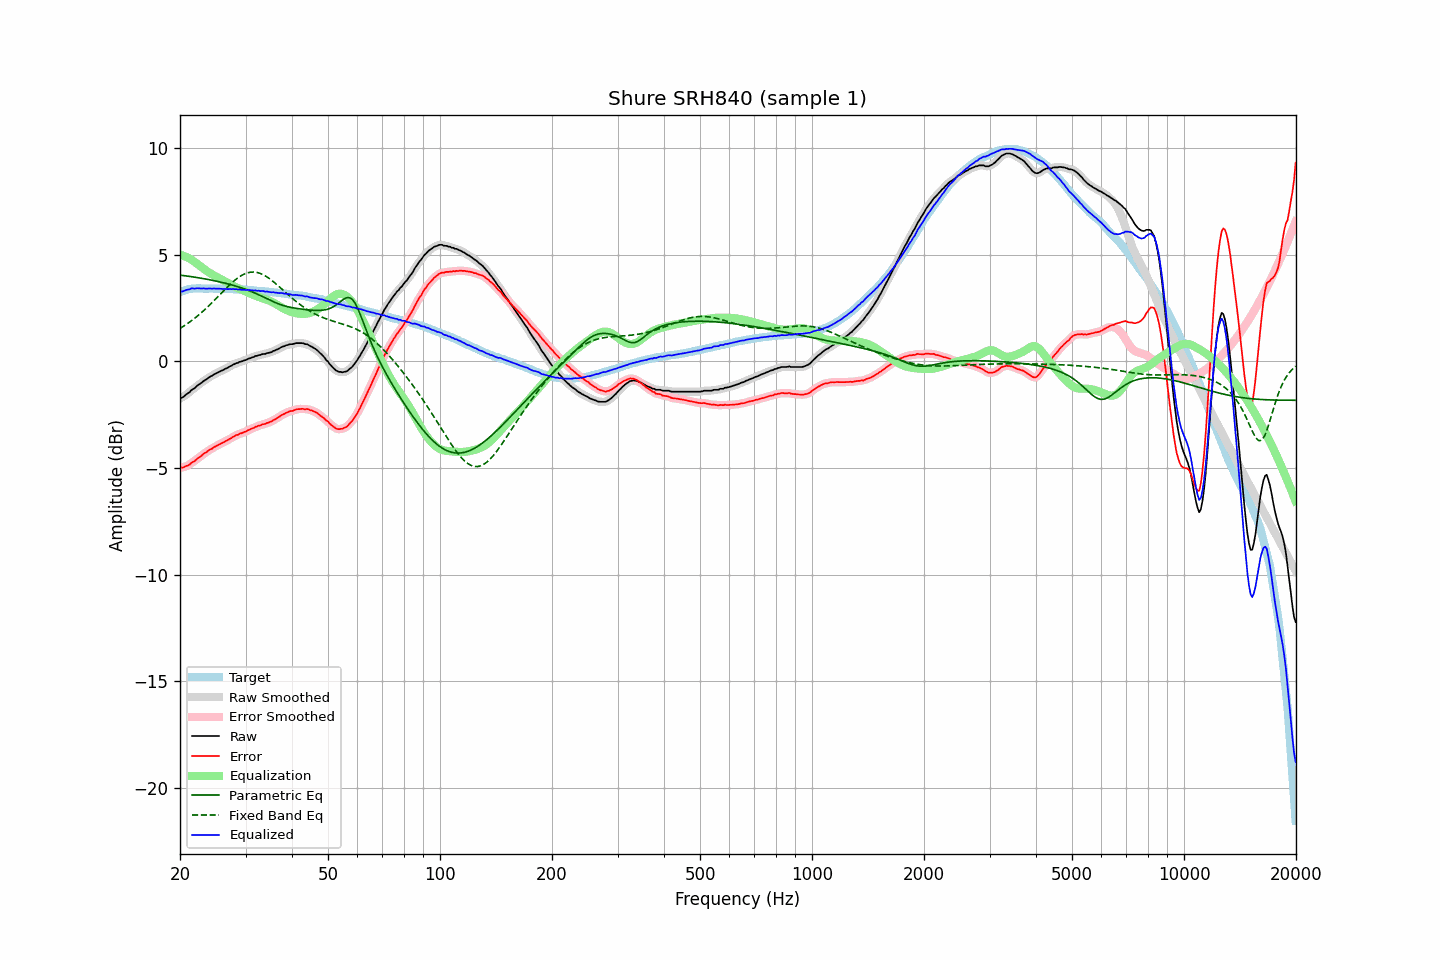 Shure SRH840 (sample 1)
10
5
0
−5
−10
−15
−20
Amplitude (dBr)
Target
Raw Smoothed
Error Smoothed
Raw
Error
Equalization
Parametric Eq
Fixed Band Eq
Equalized
20 50 100 200 500 1000 2000 5000 10000 20000
Frequency (Hz)